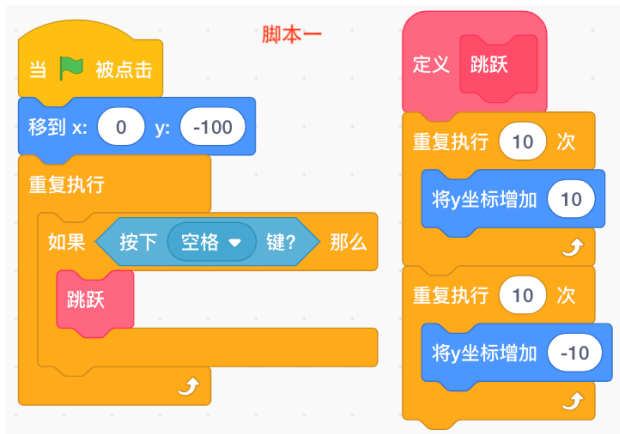 脚本一
当 被点击
移到 x: 0 y: -100
重复执行
如果 按下 空格 键? 那么
跳跃
定义 跳跃
重复执行 10 次
将y坐标增加 10
重复执行 10 次
将y坐标增加 -10